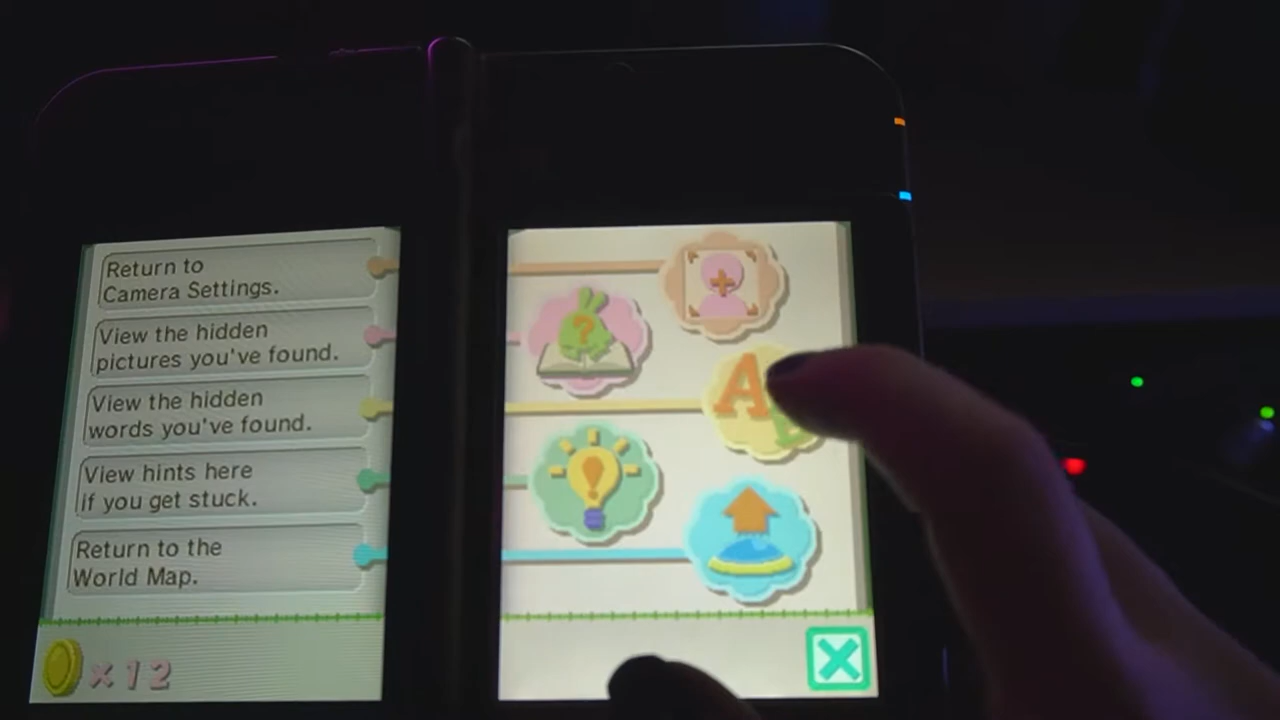 Return to
Camera Settings.
View the hidden
pictures you've found.
View the hidden
words you've found.
View hints here
if you get stuck.
Return to the
World Map.
×12
?
A
!